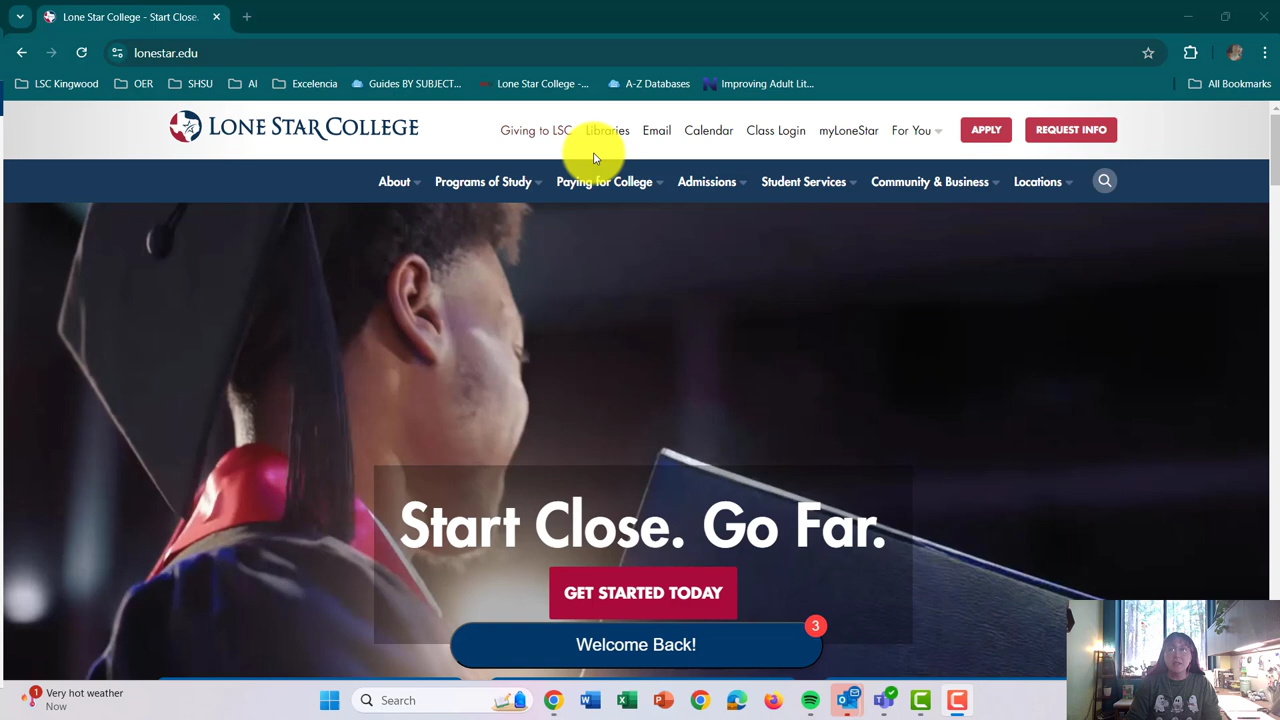 Lone Star College - Start Close.
lonestar.edu
LSC Kingwood OER SHSU AI Excelencia Guides BY SUBJECT... Lone Star College -... A-Z Databases Improving Adult Lit... All Bookmarks
LONE STAR COLLEGE
Giving to LSC Libraries Email Calendar Class Login myLoneStar For You APPLY REQUEST INFO
About Programs of Study Paying for College Admissions Student Services Community & Business Locations
Start Close. Go Far.
GET STARTED TODAY
3
Welcome Back!
1
Very hot weather
Now
Search